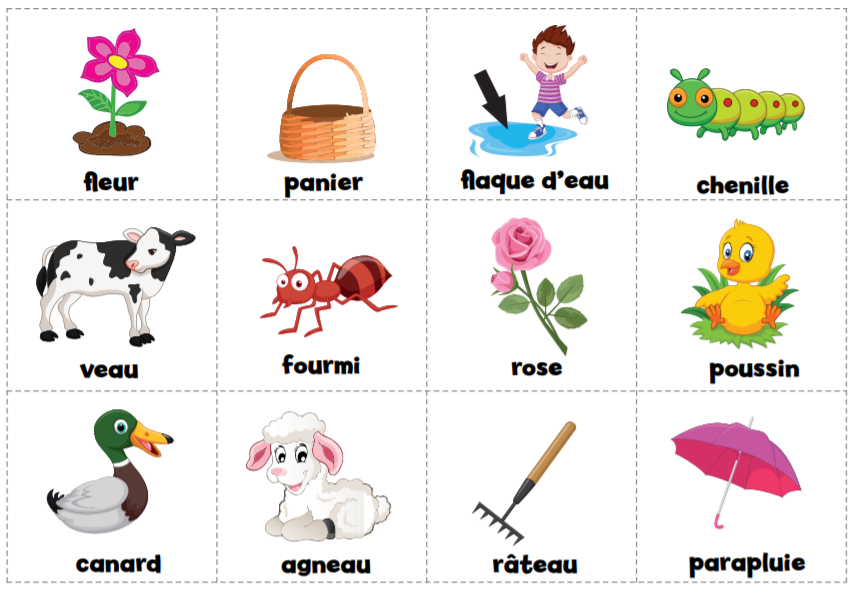 fleur
panier
flaque d'eau
chenille
veau
fourmi
rose
poussin
canard
agneau
râteau
parapluie